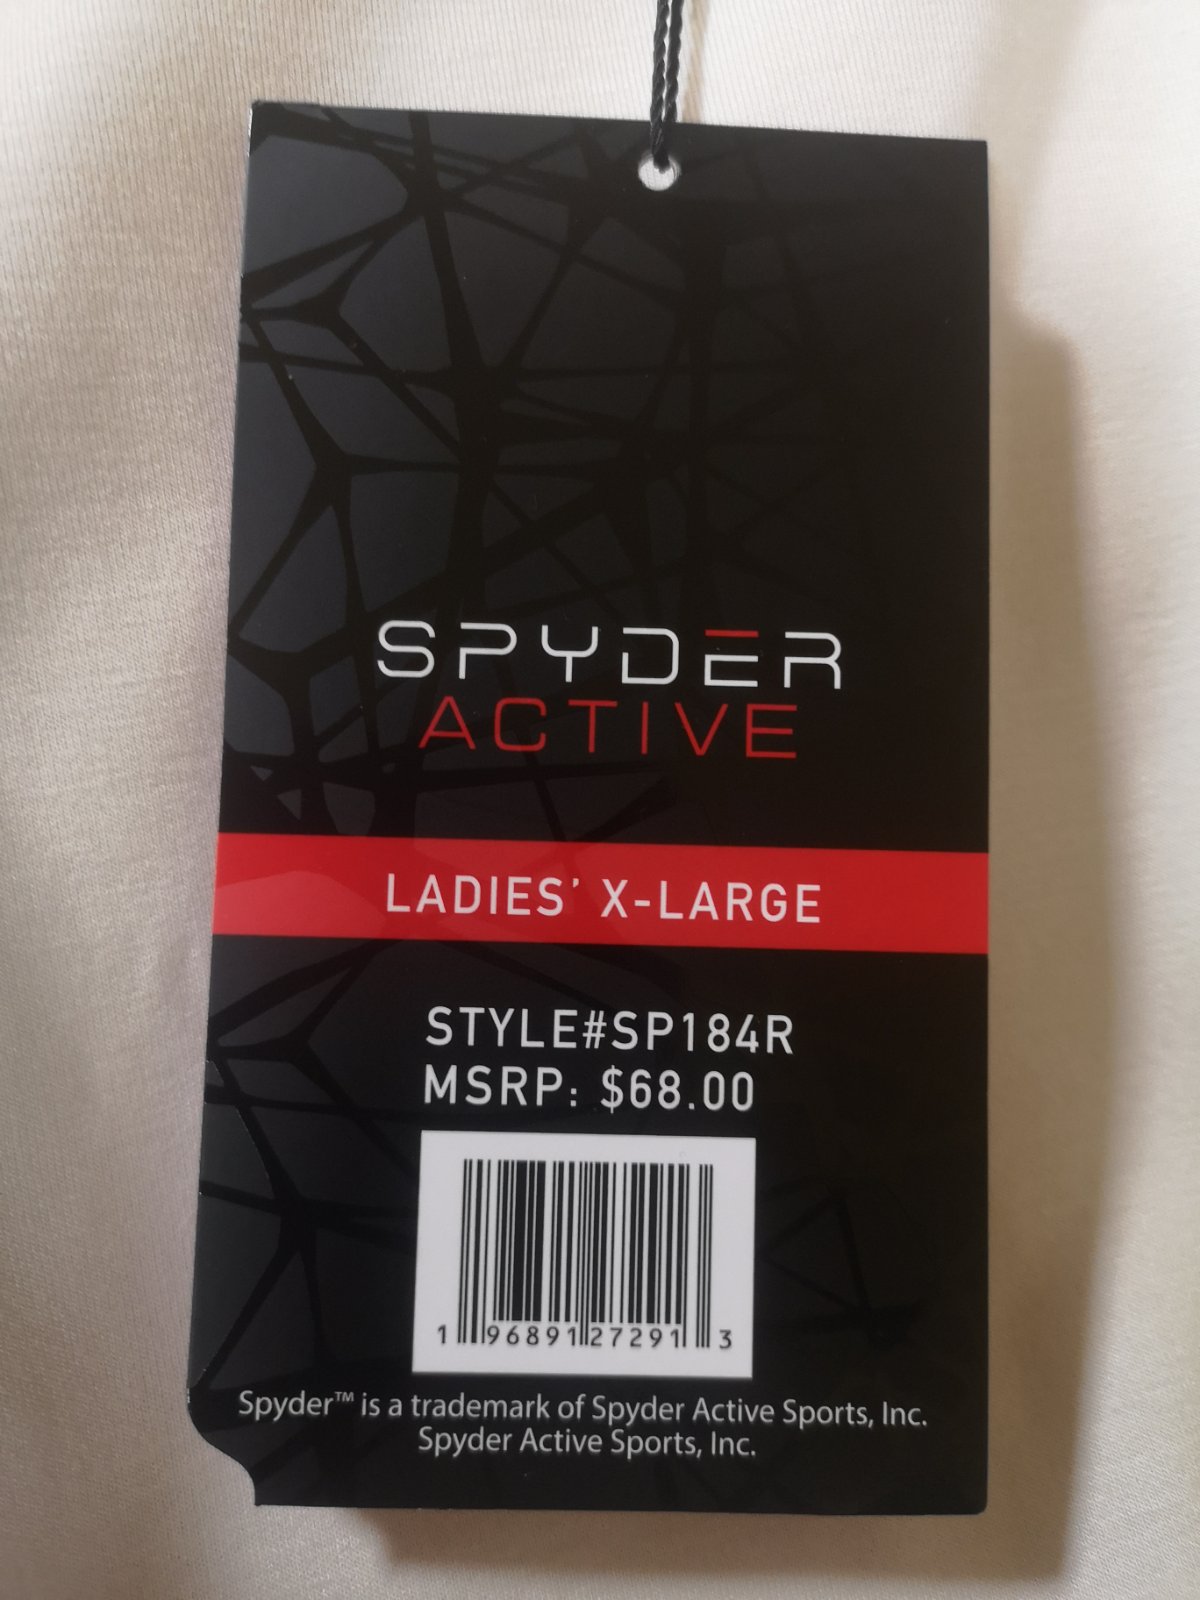 SPYDER
ACTIVE
LADIES' X-LARGE
STYLE#SP184R
MSRP: $68.00
1 96891 27291 3
Spyder™ is a trademark of Spyder Active Sports, Inc.
Spyder Active Sports, Inc.